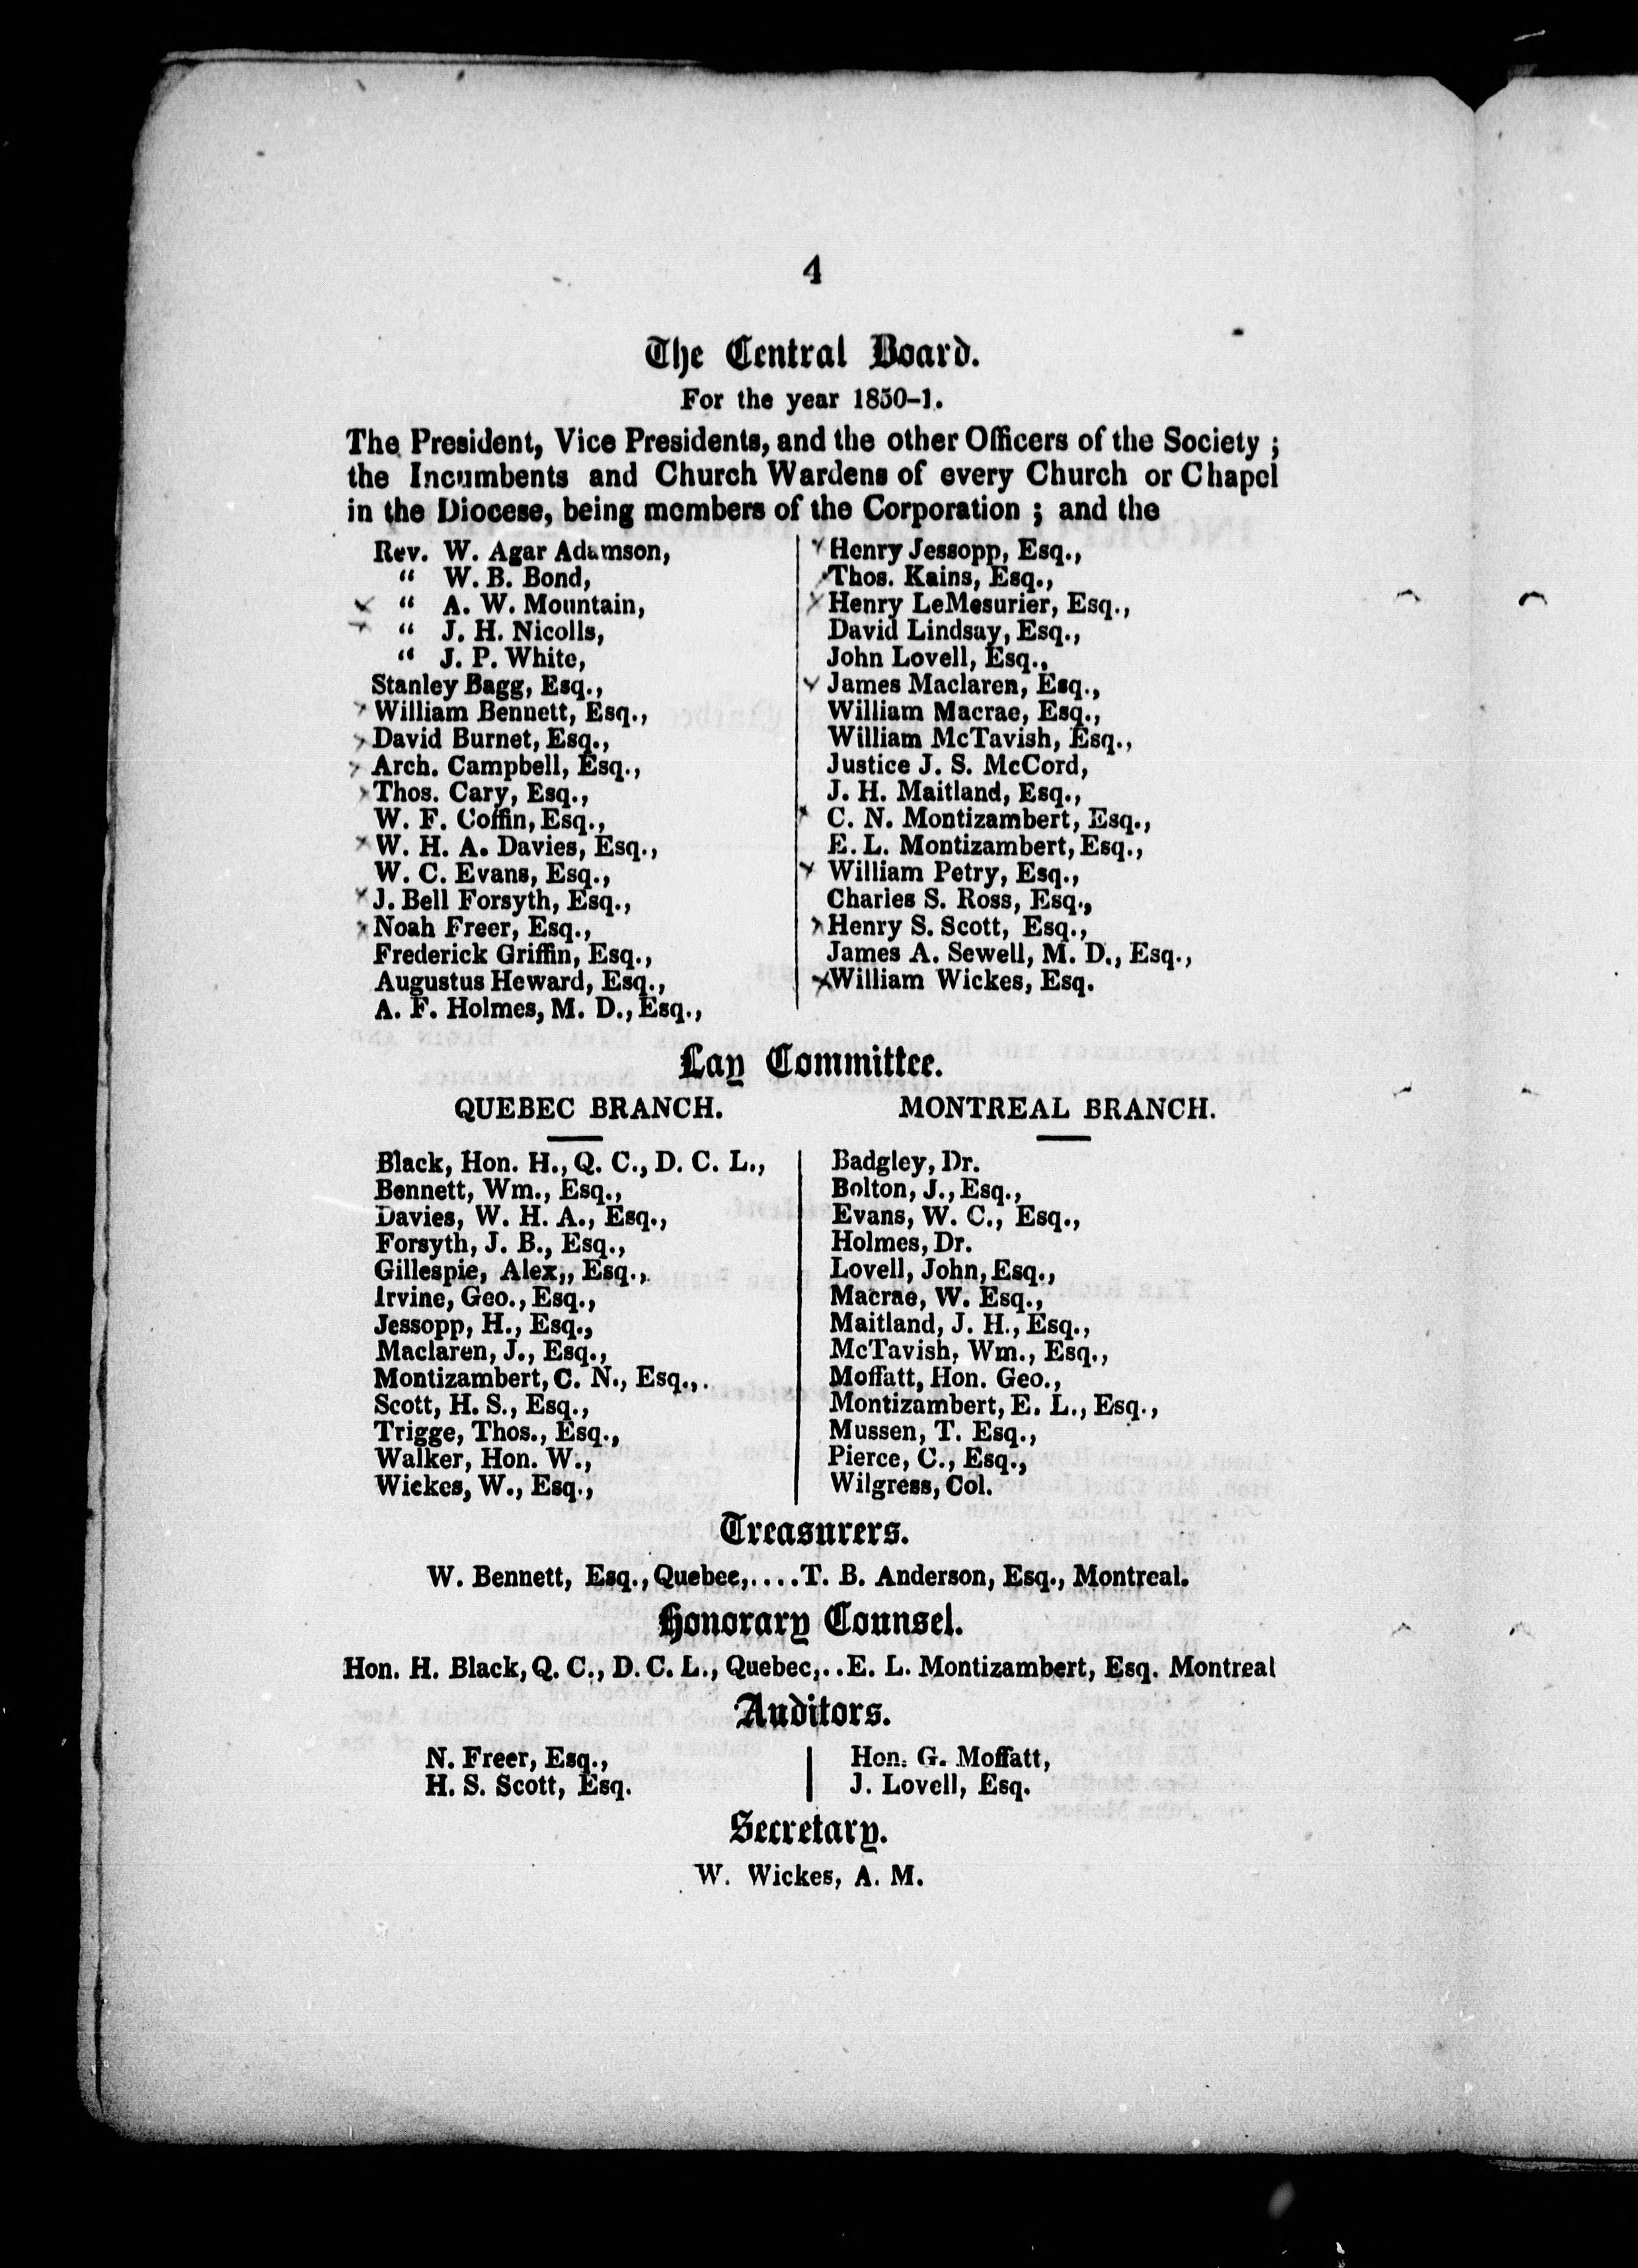 4
The Central Board.
For the year 1850-1.
The President, Vice Presidents, and the other Officers of the Society ;
the Incumbents and Church Wardens of every Church or Chapel
in the Diocese, being members of the Corporation ; and the
Rev. W. Agar Adamson,
“ W. B. Bond,
“ A. W. Mountain,
“ J. H. Nicolls,
“ J. P. White,
Stanley Bagg, Esq.,
William Bennett, Esq.,
David Burnet, Esq.,
Arch. Campbell, Esq.,
Thos. Cary, Esq.,
W. F. Coffin, Esq.,
W. H. A. Davies, Esq.,
W. C. Evans, Esq.,
J. Bell Forsyth, Esq.,
Noah Freer, Esq.,
Frederick Griffin, Esq.,
Augustus Heward, Esq.,
A. F. Holmes, M. D., Esq.,
Henry Jessopp, Esq.,
Thos. Kains, Esq.,
Henry LeMesurier, Esq.,
David Lindsay, Esq.,
John Lovell, Esq.,
James Maclaren, Esq.,
William Macrae, Esq.,
William McTavish, Esq.,
Justice J. S. McCord,
J. H. Maitland, Esq.,
C. N. Montizambert, Esq.,
E. L. Montizambert, Esq.,
William Petry, Esq.,
Charles S. Ross, Esq.,
Henry S. Scott, Esq.,
James A. Sewell, M. D., Esq.,
William Wickes, Esq.
Lay Committee.
QUEBEC BRANCH.
Black, Hon. H., Q. C., D. C. L.,
Bennett, Wm., Esq.,
Davies, W. H. A., Esq.,
Forsyth, J. B., Esq.,
Gillespie, Alex,, Esq.,
Irvine, Geo., Esq.,
Jessopp, H., Esq.,
Maclaren, J., Esq.,
Montizambert, C. N., Esq.,.
Scott, H. S., Esq.,
Trigge, Thos., Esq.,
Walker, Hon. W.,
Wickes, W., Esq.,
MONTREAL BRANCH.
Badgley, Dr.
Bolton, J., Esq.,
Evans, W. C., Esq.,
Holmes, Dr.
Lovell, John, Esq.,
Macrae, W. Esq.,
Maitland, J. H., Esq.,
McTavish, Wm., Esq.,
Moffatt, Hon. Geo.,
Montizambert, E. L., Esq.,
Mussen, T. Esq.,
Pierce, C., Esq.,
Wilgress, Col.
Treasurers.
W. Bennett, Esq., Quebec,....T. B. Anderson, Esq., Montreal.
Honorary Counsel.
Hon. H. Black, Q. C., D. C. L., Quebec,..E. L. Montizambert, Esq. Montreal
Auditors.
N. Freer, Esq.,
H. S. Scott, Esq.
Hon. G. Moffatt,
J. Lovell, Esq.
Secretary.
W. Wickes, A. M.